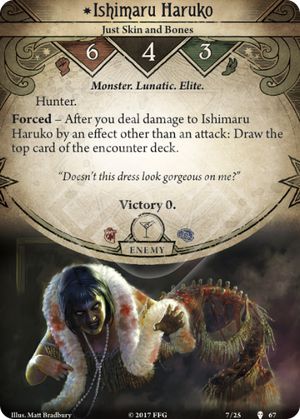 *Ishimaru Haruko
Just Skin and Bones
6 4 3
Monster. Lunatic. Elite.
Hunter.
Forced – After you deal damage to Ishimaru
Haruko by an effect other than an attack: Draw the
top card of the encounter deck.
“Doesn’t this dress look gorgeous on me?”
Victory 0.
ENEMY
Illus. Matt Bradbury © 2017 FFG 7/25 67